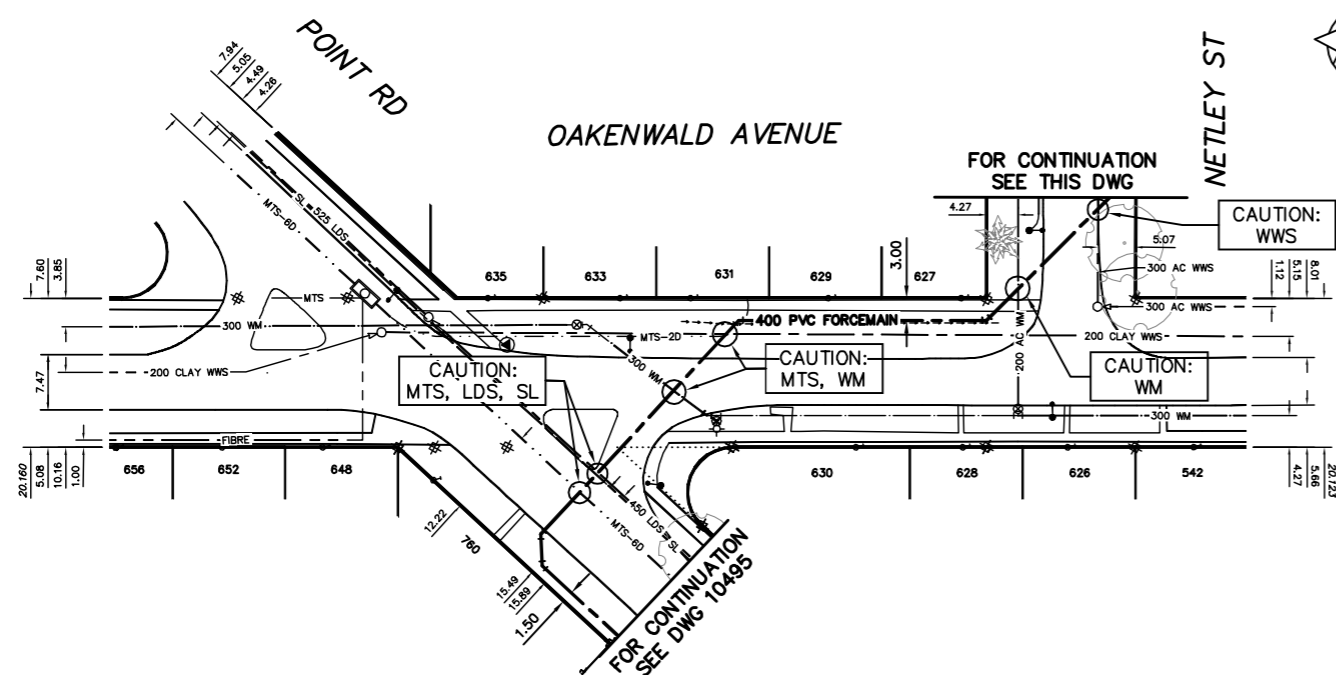 POINT RD
7.94
5.05
4.49
4.26
OAKENWALD AVENUE
NETLEY ST
FOR CONTINUATION
SEE THIS DWG
4.27
CAUTION:
WWS
5.07
SL
525 LDS
MTS-6D
635
633
631
629
627
3.00
300 AC WWS
1.12
5.15
8.01
7.60
3.85
MTS
300 AC WWS
300 WM
400 PVC FORCEMAIN
MTS-2D
200 CLAY WWS
200 AC WM
300 WM
200 CLAY WWS
CAUTION:
MTS, LDS, SL
CAUTION:
MTS, WM
CAUTION:
WM
7.47
300 WM
FIBRE
20.160
5.08
10.16
1.00
656
652
648
630
628
626
542
4.27
5.66
20.123
12.22
760
450 LDS
SL
MTS-6D
15.49
15.89
1.50
FOR CONTINUATION
SEE DWG 10495